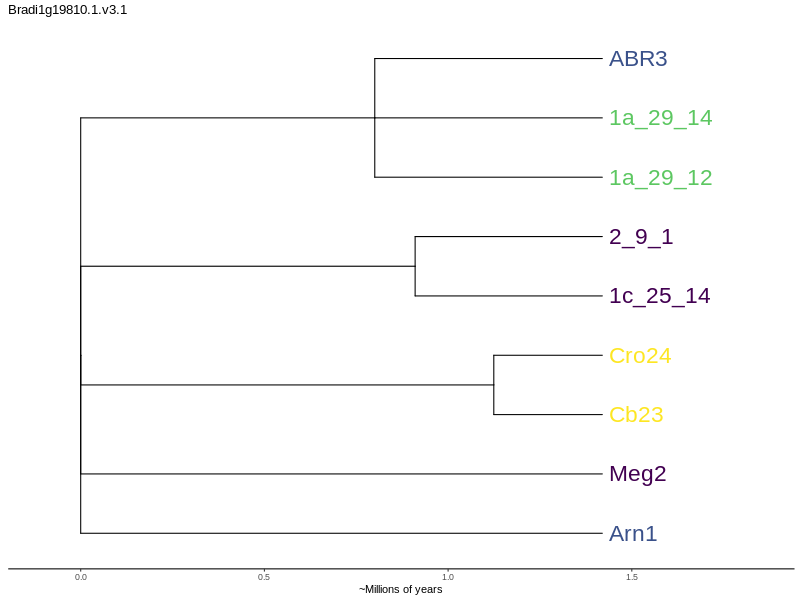 Bradi1g19810.1.v3.1
ABR3
1a_29_14
1a_29_12
2_9_1
1c_25_14
Cro24
Cb23
Meg2
Arn1
0.0 0.5 1.0 1.5
~Millions of years